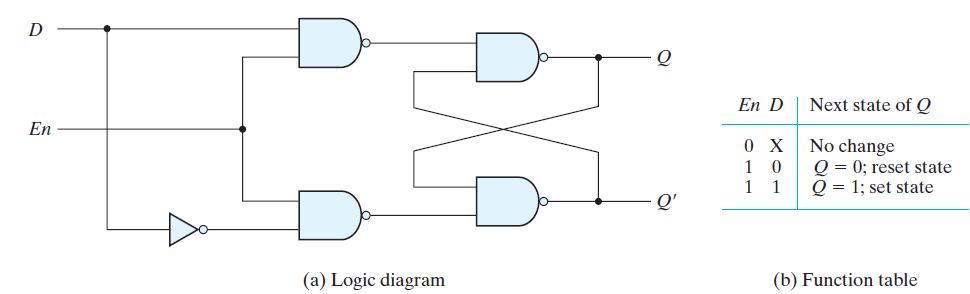 D
Q
En
Q'
(a) Logic diagram
En D Next state of Q
0 X No change
1 0 Q = 0; reset state
1 1 Q = 1; set state
(b) Function table